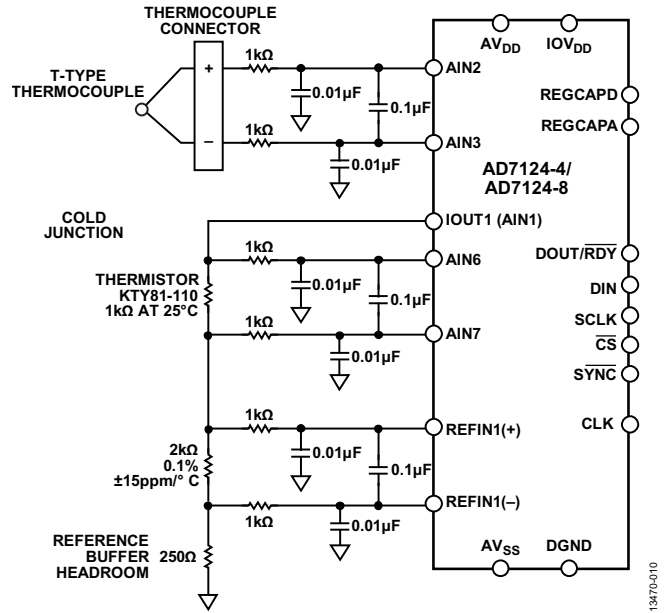 THERMOCOUPLE
CONNECTOR
T-TYPE
THERMOCOUPLE
+
–
1kΩ
0.01µF
0.1µF
1kΩ
0.01µF
AIN2
AIN3
AV_DD
IOV_DD
REGCAPD
REGCAPA
AD7124-4/
AD7124-8
COLD
JUNCTION
IOUT1 (AIN1)
1kΩ
AIN6
THERMISTOR
KTY81-110
1kΩ AT 25°C
0.01µF
0.1µF
1kΩ
AIN7
0.01µF
DOUT/RDY
DIN
SCLK
CS
SYNC
CLK
1kΩ
REFIN1(+)
2kΩ
0.1%
±15ppm/° C
0.01µF
0.1µF
REFIN1(–)
1kΩ
0.01µF
REFERENCE
BUFFER
HEADROOM
250Ω
AV_SS
DGND
13470-010